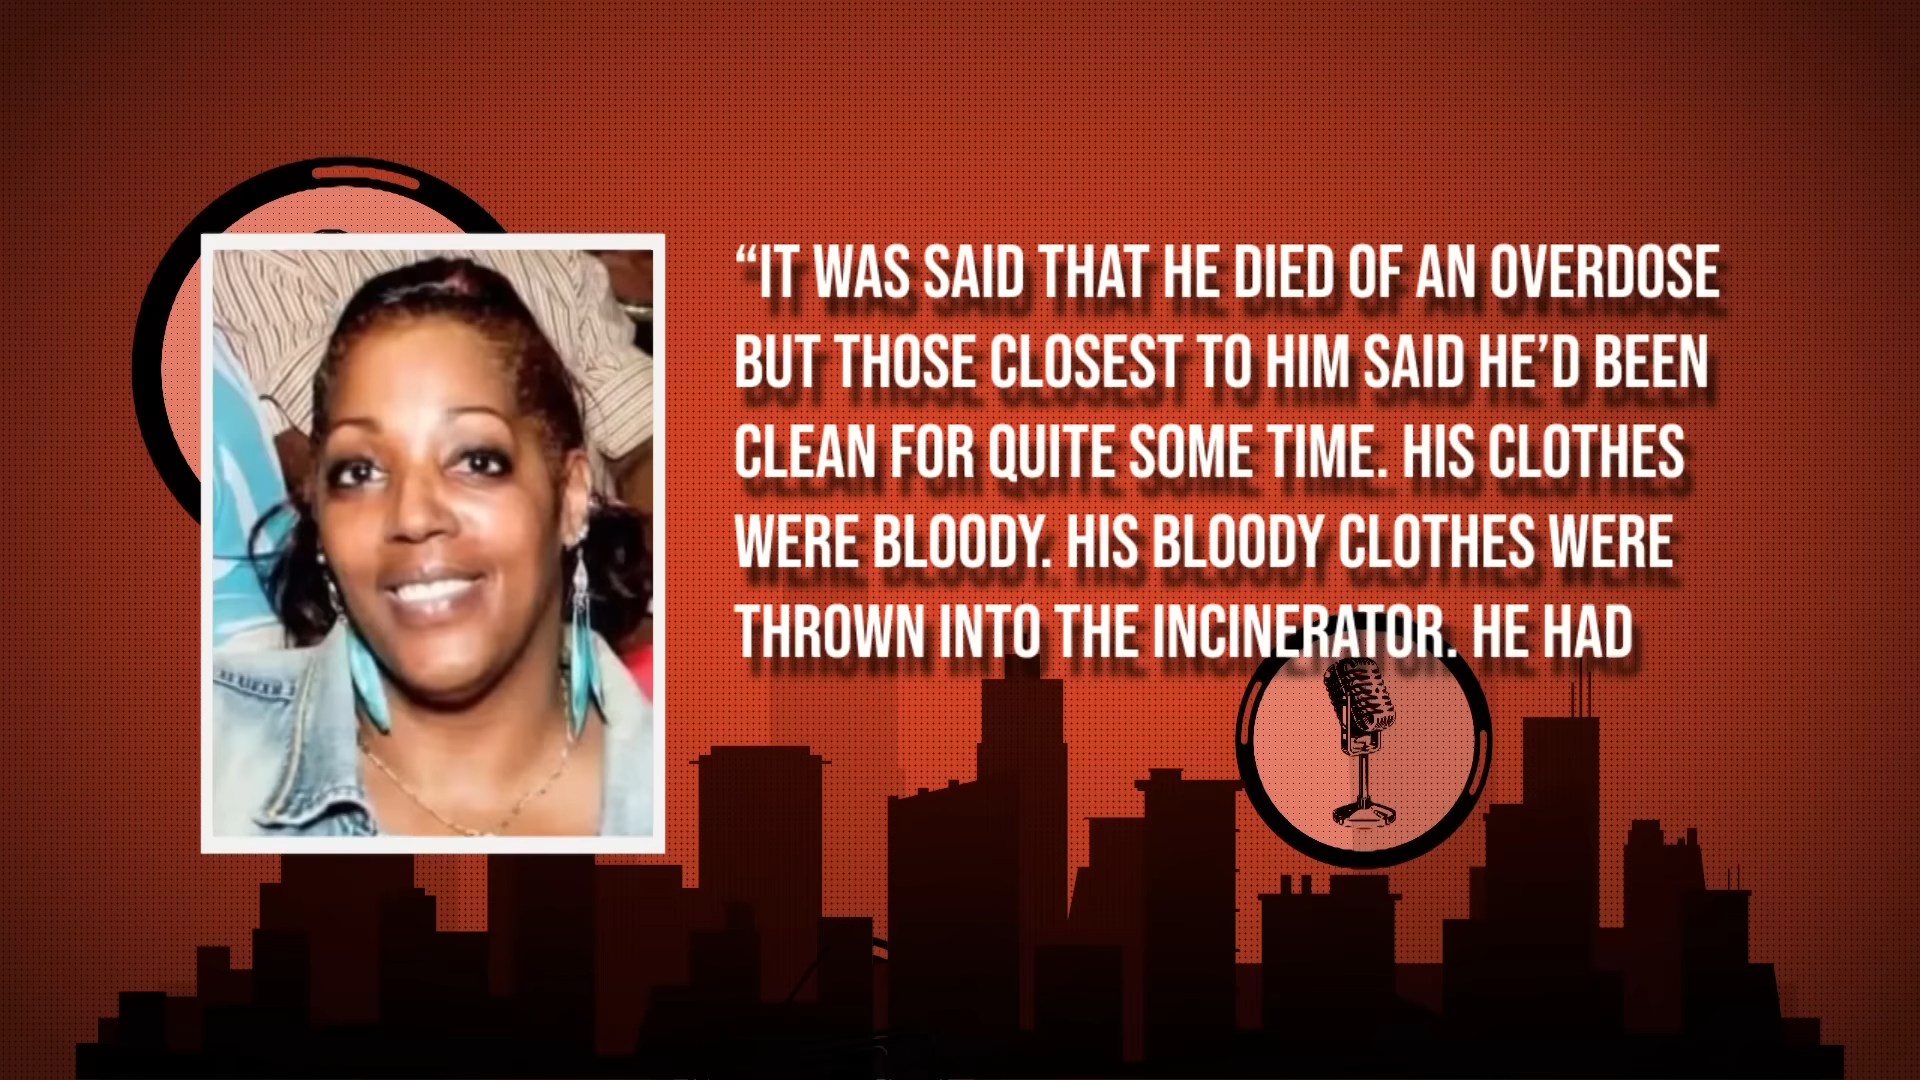 “IT WAS SAID THAT HE DIED OF AN OVERDOSE
BUT THOSE CLOSEST TO HIM SAID HE’D BEEN
CLEAN FOR QUITE SOME TIME. HIS CLOTHES
WERE BLOODY. HIS BLOODY CLOTHES WERE
THROWN INTO THE INCINERATOR. HE HAD